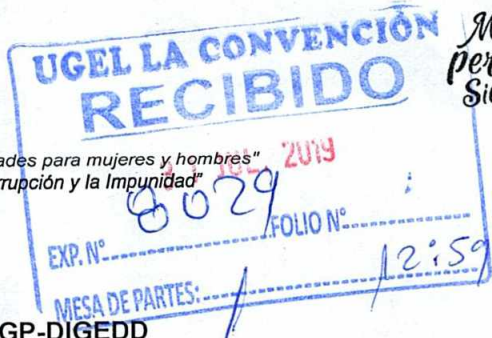 UGEL LA CONVENCIÓN
RECIBIDO
ades para mujeres y hombres"
rrupción y la Impunidad"
JUL. 2019
8029
EXP. N°
FOLIO N°
12:59
MESA DE PARTES:
GP-DIGEDD